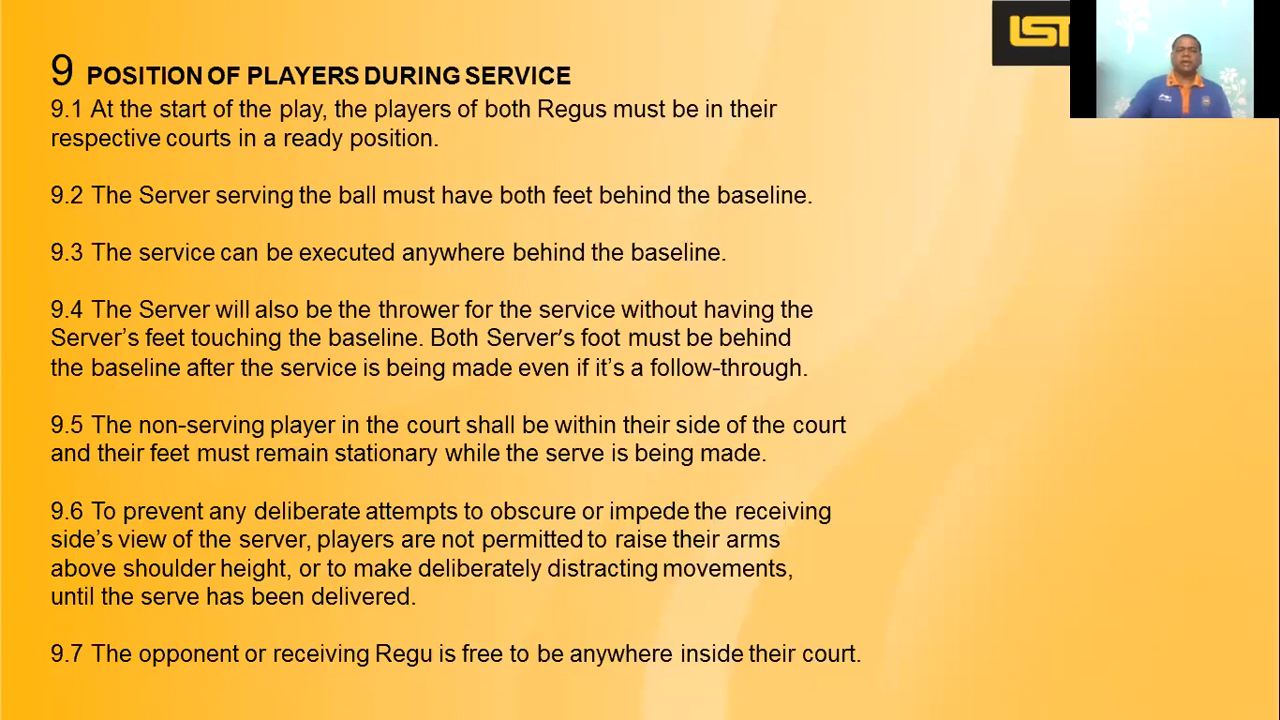 9 POSITION OF PLAYERS DURING SERVICE
9.1 At the start of the play, the players of both Regus must be in their
respective courts in a ready position.
9.2 The Server serving the ball must have both feet behind the baseline.
9.3 The service can be executed anywhere behind the baseline.
9.4 The Server will also be the thrower for the service without having the
Server's feet touching the baseline. Both Server's foot must be behind
the baseline after the service is being made even if it's a follow-through.
9.5 The non-serving player in the court shall be within their side of the court
and their feet must remain stationary while the serve is being made.
9.6 To prevent any deliberate attempts to obscure or impede the receiving
side's view of the server, players are not permitted to raise their arms
above shoulder height, or to make deliberately distracting movements,
until the serve has been delivered.
9.7 The opponent or receiving Regu is free to be anywhere inside their court.